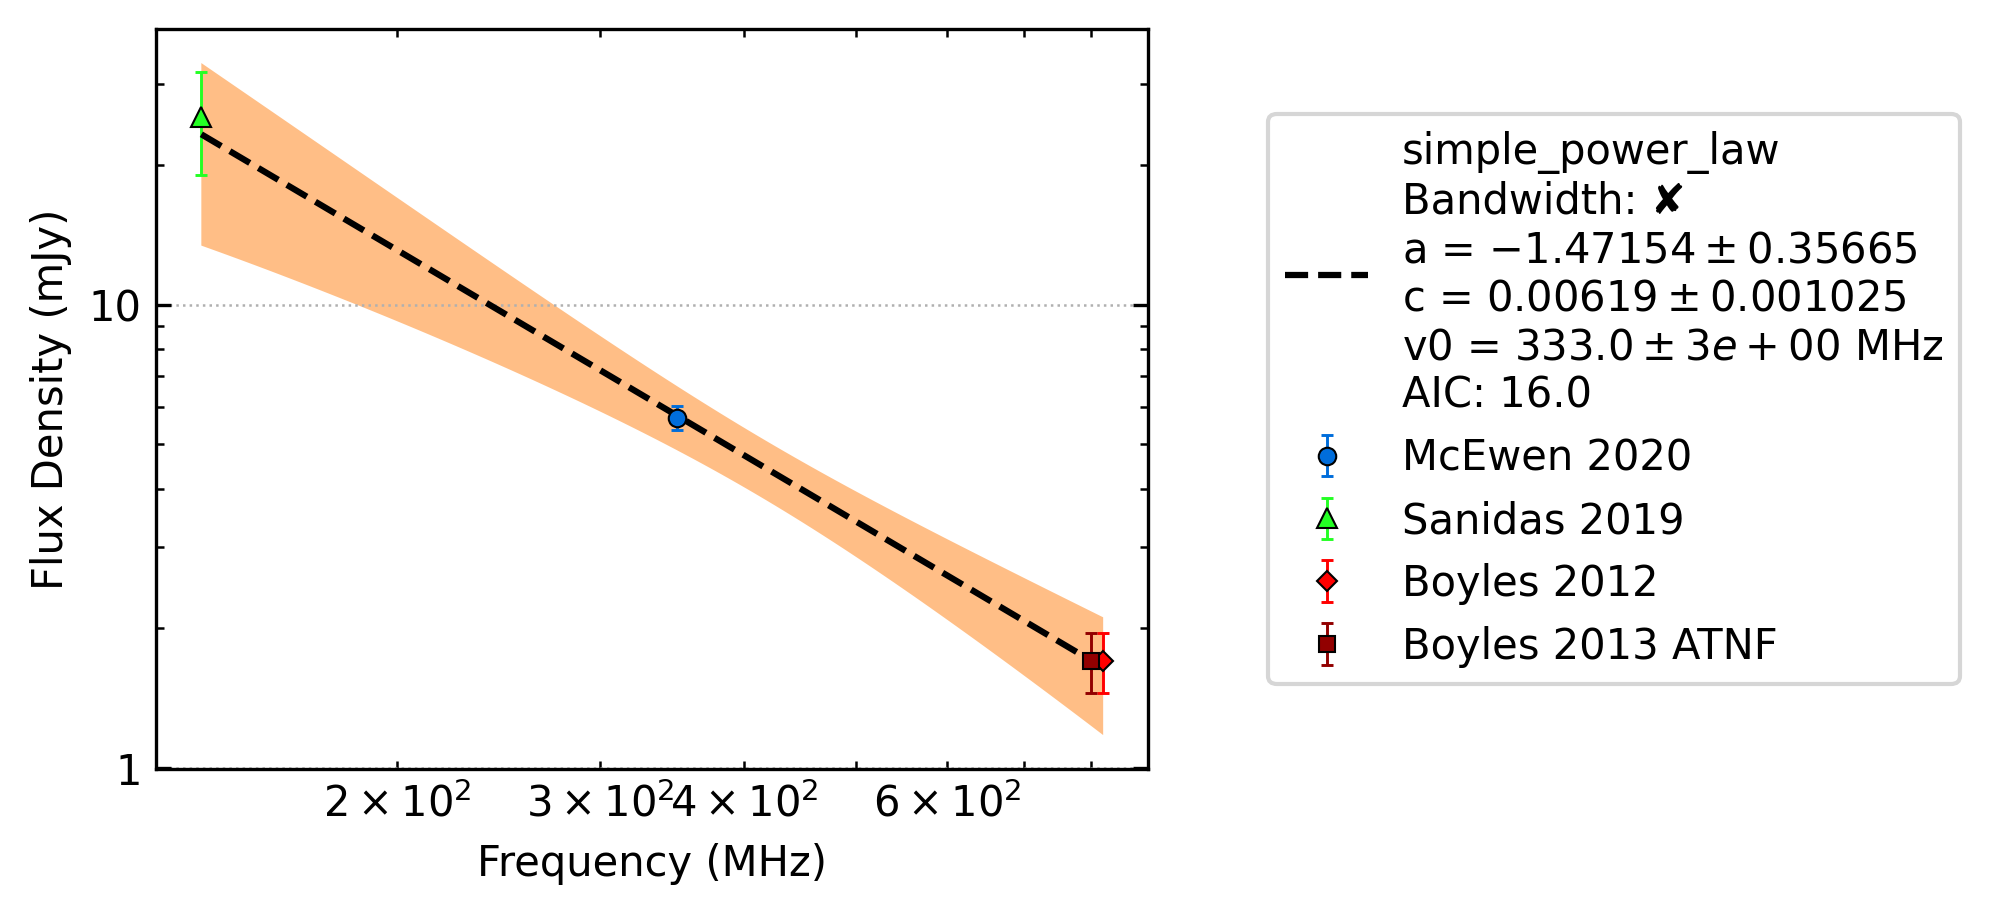 Flux Density (mJy)
10
1
2 × 10²
3 × 10²
4 × 10²
6 × 10²
Frequency (MHz)
simple_power_law
Bandwidth: ✘
a = −1.47154 ± 0.35665
c = 0.00619 ± 0.001025
v0 = 333.0 ± 3e + 00 MHz
AIC: 16.0
McEwen 2020
Sanidas 2019
Boyles 2012
Boyles 2013 ATNF